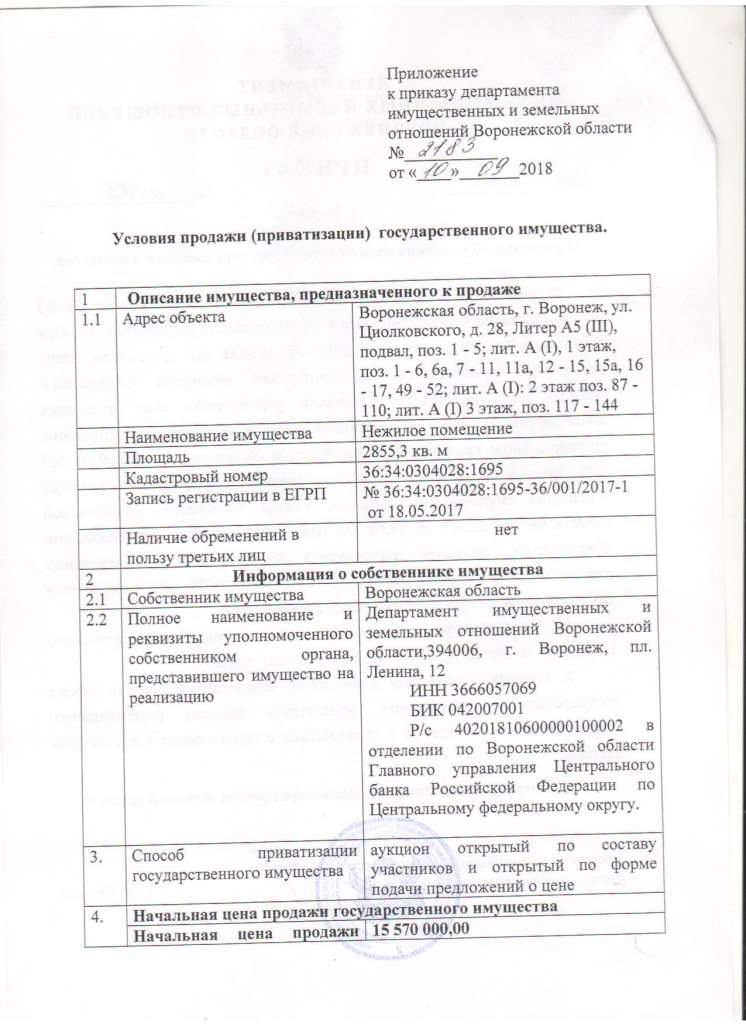 Приложение
к приказу департамента
имущественных и земельных
отношений Воронежской области
№ 2183
от « 10 » 09 2018
Условия продажи (приватизации) государственного имущества.
1 Описание имущества, предназначенного к продаже
1.1 Адрес объекта Воронежская область, г. Воронеж, ул.
Циолковского, д. 28, Литер А5 (III),
подвал, поз. 1 - 5; лит. А (I), 1 этаж,
поз. 1 - 6, 6а, 7 - 11, 11а, 12 - 15, 15а, 16
- 17, 49 - 52; лит. А (I): 2 этаж поз. 87 -
110; лит. А (I) 3 этаж, поз. 117 - 144
Наименование имущества Нежилое помещение
Площадь 2855,3 кв. м
Кадастровый номер 36:34:0304028:1695
Запись регистрации в ЕГРП № 36:34:0304028:1695-36/001/2017-1
от 18.05.2017
Наличие обременений в нет
пользу третьих лиц
2 Информация о собственнике имущества
2.1 Собственник имущества Воронежская область
2.2 Полное наименование и Департамент имущественных и
реквизиты уполномоченного земельных отношений Воронежской
собственником органа, области,394006, г. Воронеж, пл.
представившего имущество на Ленина, 12
реализацию ИНН 3666057069
БИК 042007001
Р/с 40201810600000100002 в
отделении по Воронежской области
Главного управления Центрального
банка Российской Федерации по
Центральному федеральному округу.
3. Способ приватизации аукцион открытый по составу
государственного имущества участников и открытый по форме
подачи предложений о цене
4. Начальная цена продажи государственного имущества
Начальная цена продажи 15 570 000,00